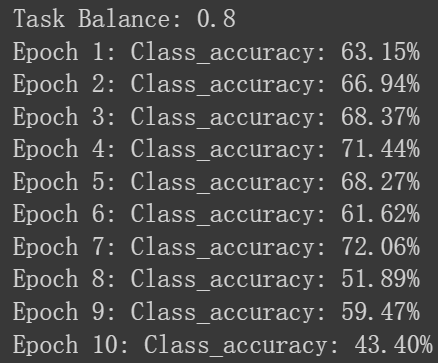 Task Balance: 0.8
Epoch 1: Class_accuracy: 63.15%
Epoch 2: Class_accuracy: 66.94%
Epoch 3: Class_accuracy: 68.37%
Epoch 4: Class_accuracy: 71.44%
Epoch 5: Class_accuracy: 68.27%
Epoch 6: Class_accuracy: 61.62%
Epoch 7: Class_accuracy: 72.06%
Epoch 8: Class_accuracy: 51.89%
Epoch 9: Class_accuracy: 59.47%
Epoch 10: Class_accuracy: 43.40%